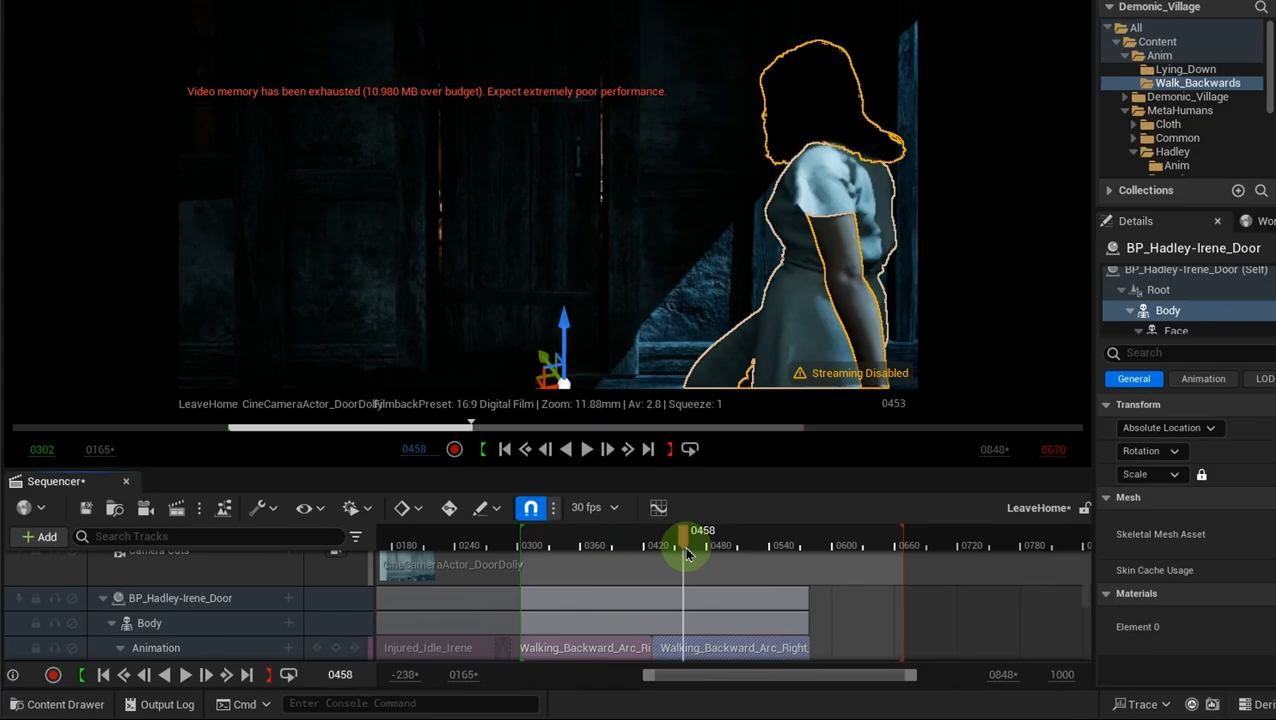 Demonic_Village
All
Content
Anim
Lying_Down
Walk_Backwards
Demonic_Village
MetaHumans
Cloth
Common
Hadley
Anim
Collections
Video memory has been exhausted (10.980 MB over budget). Expect extremely poor performance.
Streaming Disabled
LeaveHome CineCameraActor_DoorDolly FilmbackPreset: 16:9 Digital Film | Zoom: 11.88mm | Av: 2.8 | Squeeze: 1
0453
0302 0165* 0458 0848* 0670
Details
BP_Hadley-Irene_Door
BP_Hadley-Irene_Door (Self)
Root
Body
Face
Search
General Animation LOD
Transform
Absolute Location
Rotation
Scale
Mesh
Skeletal Mesh Asset
Skin Cache Usage
Materials
Element 0
Sequencer*
30 fps
LeaveHome*
Add
Search Tracks
0458
0180 0240 0300 0360 0420 0480 0540 0600 0660 0720 0780
Camera Cuts
CineCameraActor_DoorDolly
BP_Hadley-Irene_Door
Body
Animation
Injured_Idle_Irene Walking_Backward_Arc_Ri Walking_Backward_Arc_Right
0458 -238* 0165* 0848* 1000
Content Drawer Output Log Cmd Enter Console Command Trace